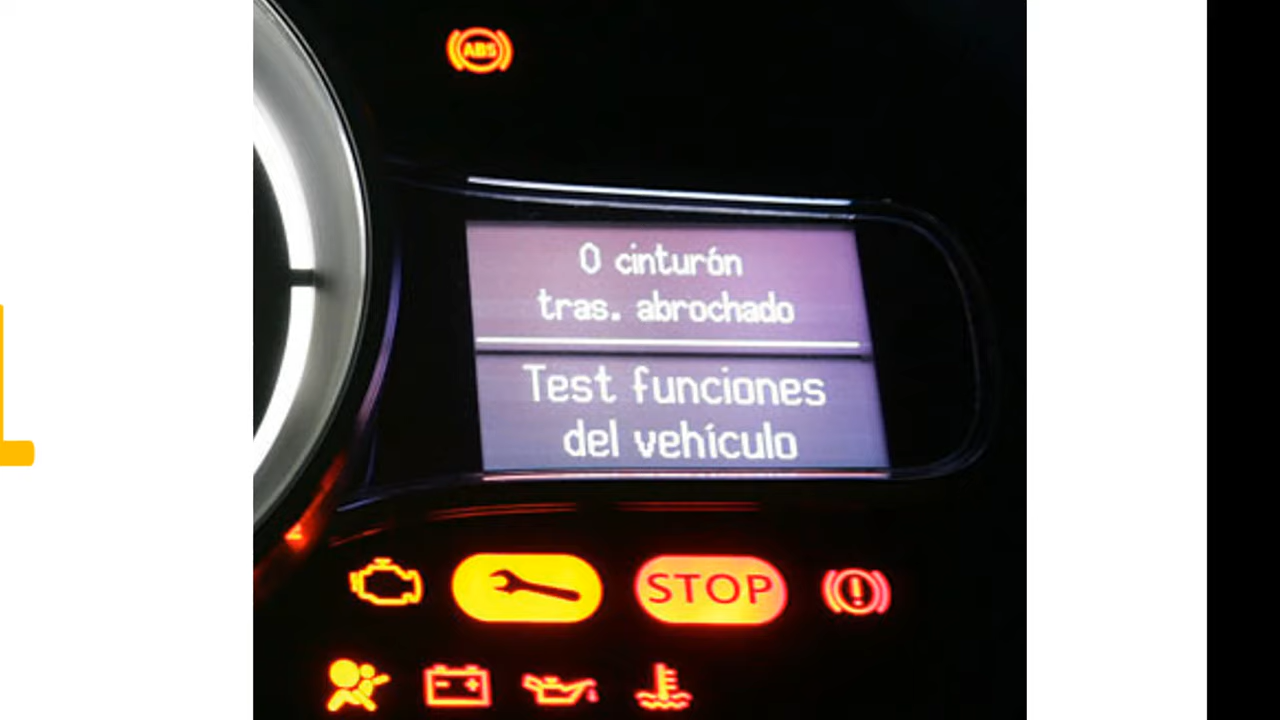 ABS
0 cinturón
tras. abrochado
Test funciones
del vehículo
STOP